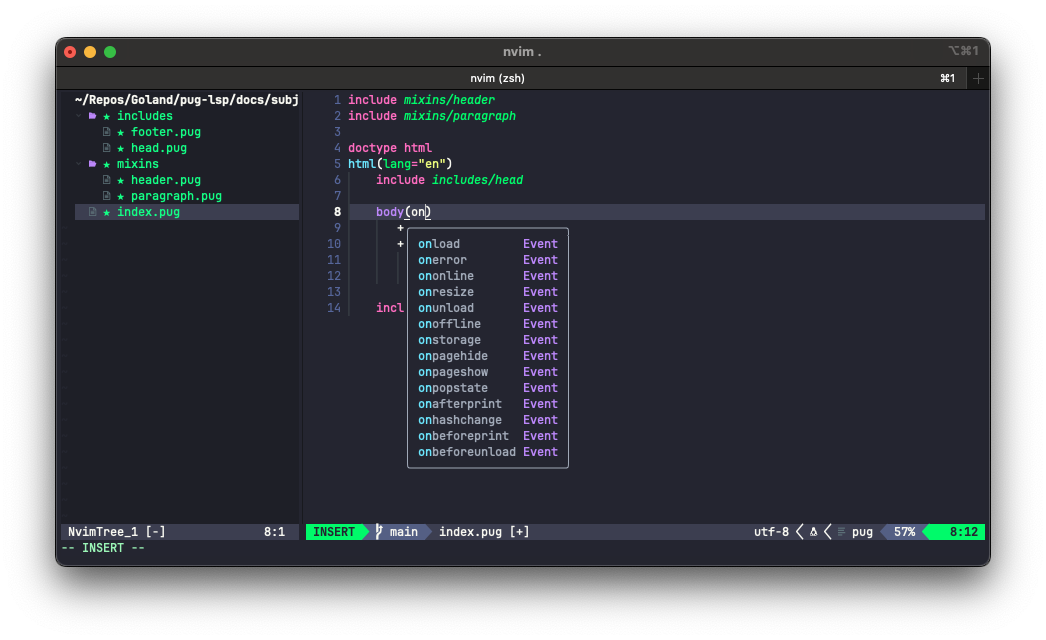 nvim .
⌥⌘1
nvim (zsh)
⌘1
~/Repos/Goland/pug-lsp/docs/subj
includes
footer.pug
head.pug
mixins
header.pug
paragraph.pug
index.pug
1 include mixins/header
2 include mixins/paragraph
3
4 doctype html
5 html(lang="en")
6 include includes/head
7
8 body(on)
9 +
10 +
11
12
13
14 incl
onload Event
onerror Event
ononline Event
onresize Event
onunload Event
onoffline Event
onstorage Event
onpagehide Event
onpageshow Event
onpopstate Event
onafterprint Event
onhashchange Event
onbeforeprint Event
onbeforeunload Event
NvimTree_1 [-] 8:1
INSERT main index.pug [+] utf-8 pug 57% 8:12
-- INSERT --